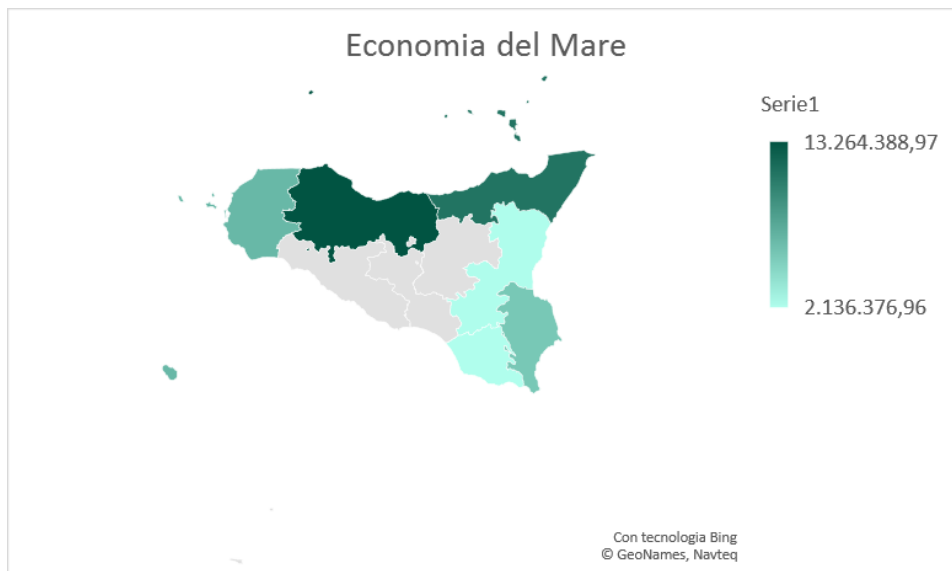 Economia del Mare
Serie1
13.264.388,97
2.136.376,96
Con tecnologia Bing
© GeoNames, Navteq